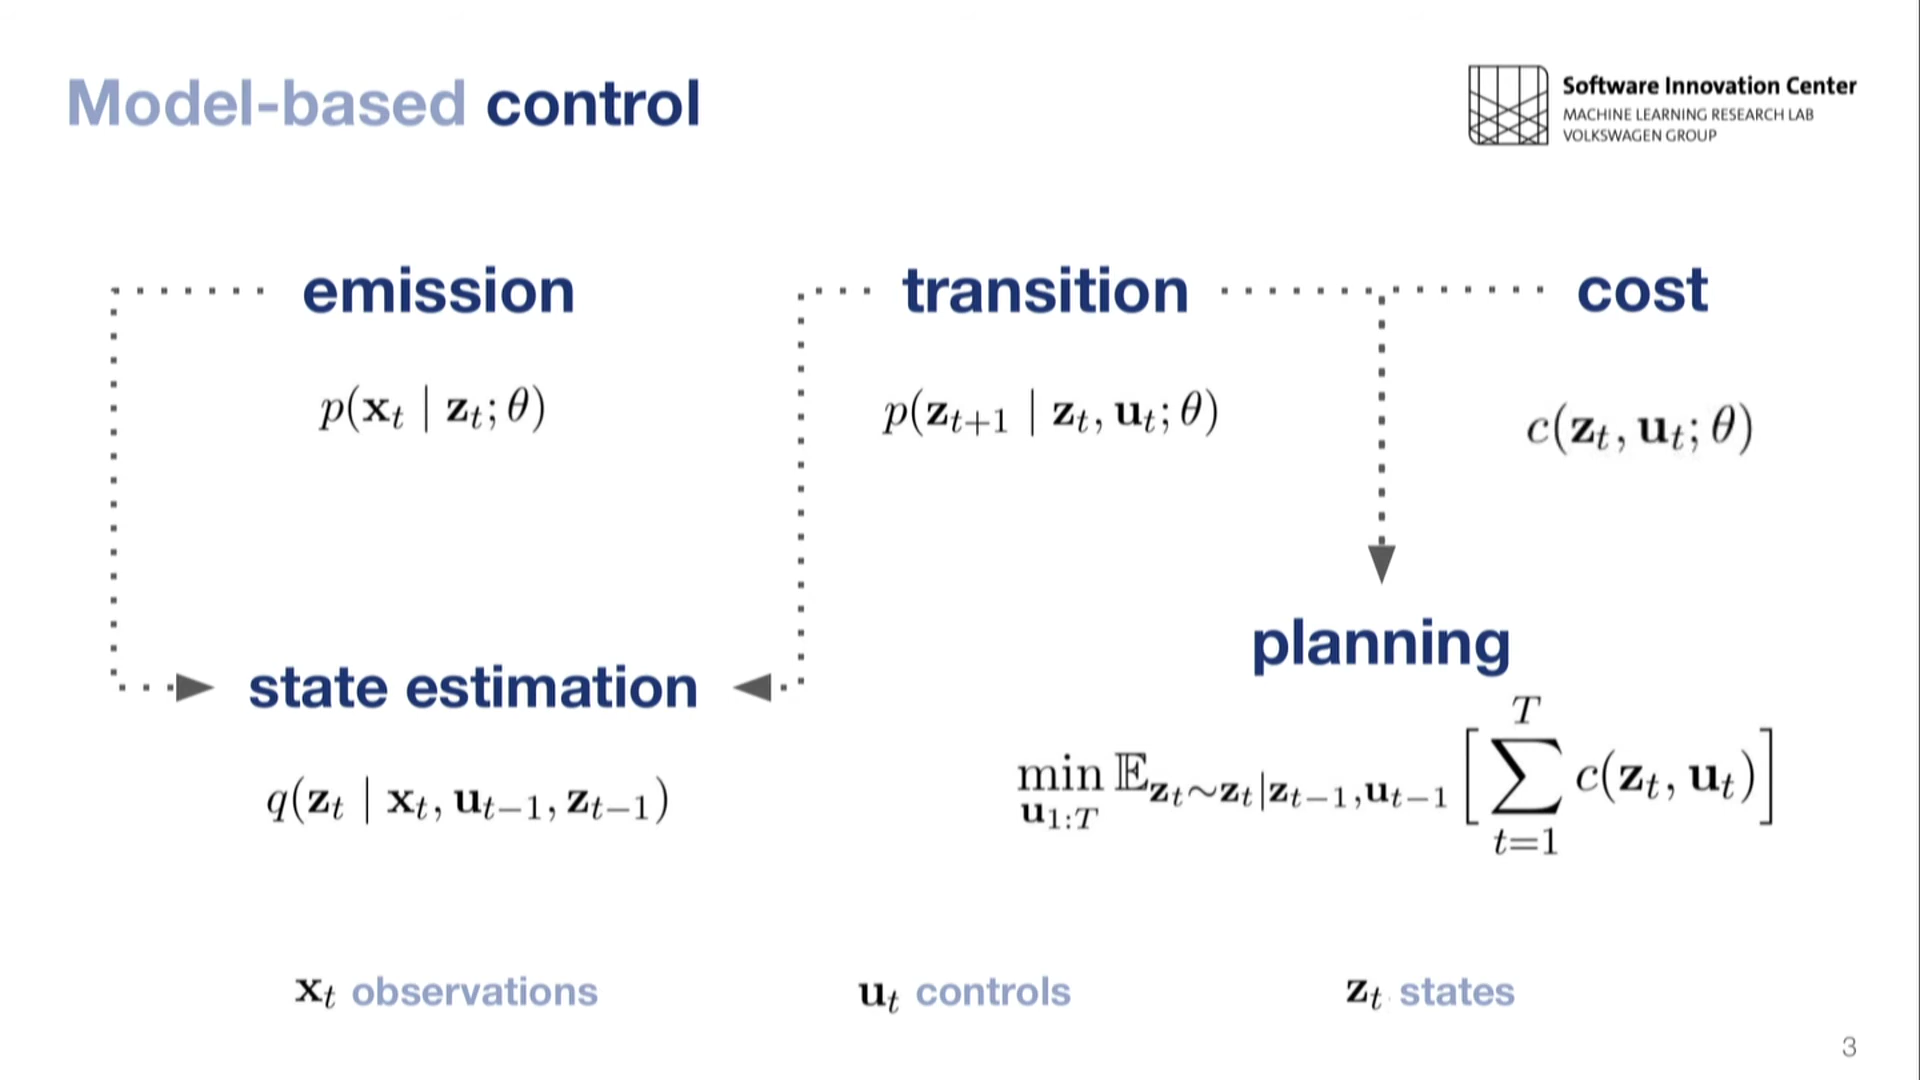 Model-based control
Software Innovation Center
MACHINE LEARNING RESEARCH LAB
VOLKSWAGEN GROUP
emission
transition
cost
p(x_t | z_t; θ)
p(z_{t+1} | z_t, u_t; θ)
c(z_t, u_t; θ)
state estimation
planning
q(z_t | x_t, u_{t−1}, z_{t−1})
min_{u_{1:T}} 𝔼_{z_t∼z_t|z_{t−1},u_{t−1}} [ ∑_{t=1}^{T} c(z_t, u_t) ]
x_t observations
u_t controls
z_t states
3